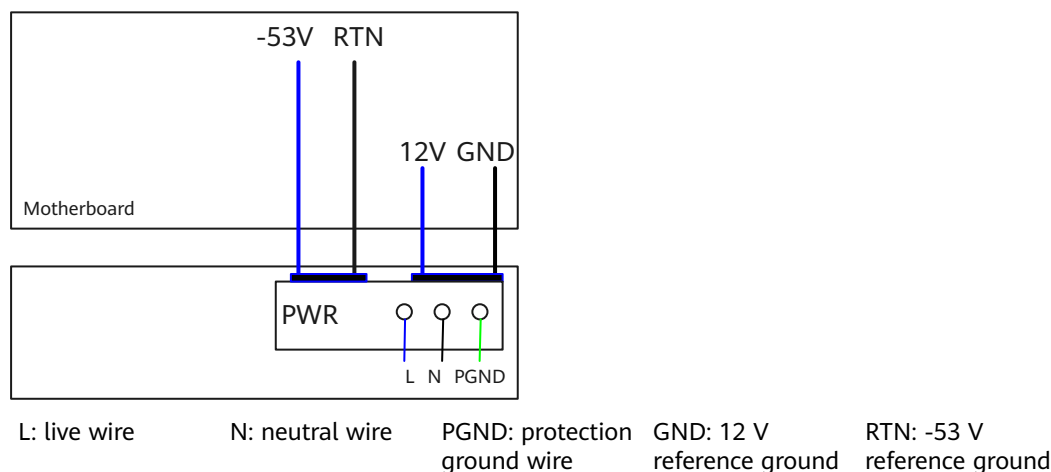 -53V RTN
12V GND
Motherboard
PWR
L N PGND
L: live wire
N: neutral wire
PGND: protection
ground wire
GND: 12 V
reference ground
RTN: -53 V
reference ground